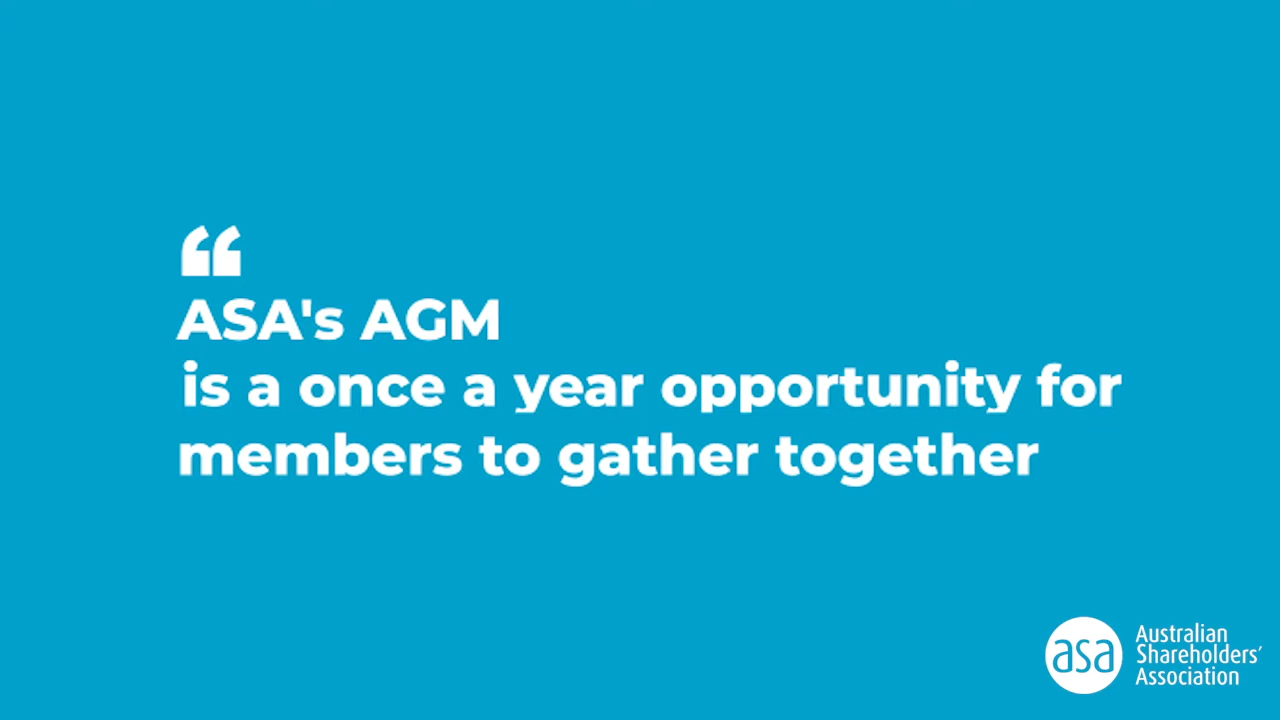 “
ASA's AGM
is a once a year opportunity for
members to gather together
asa
Australian
Shareholders’
Association